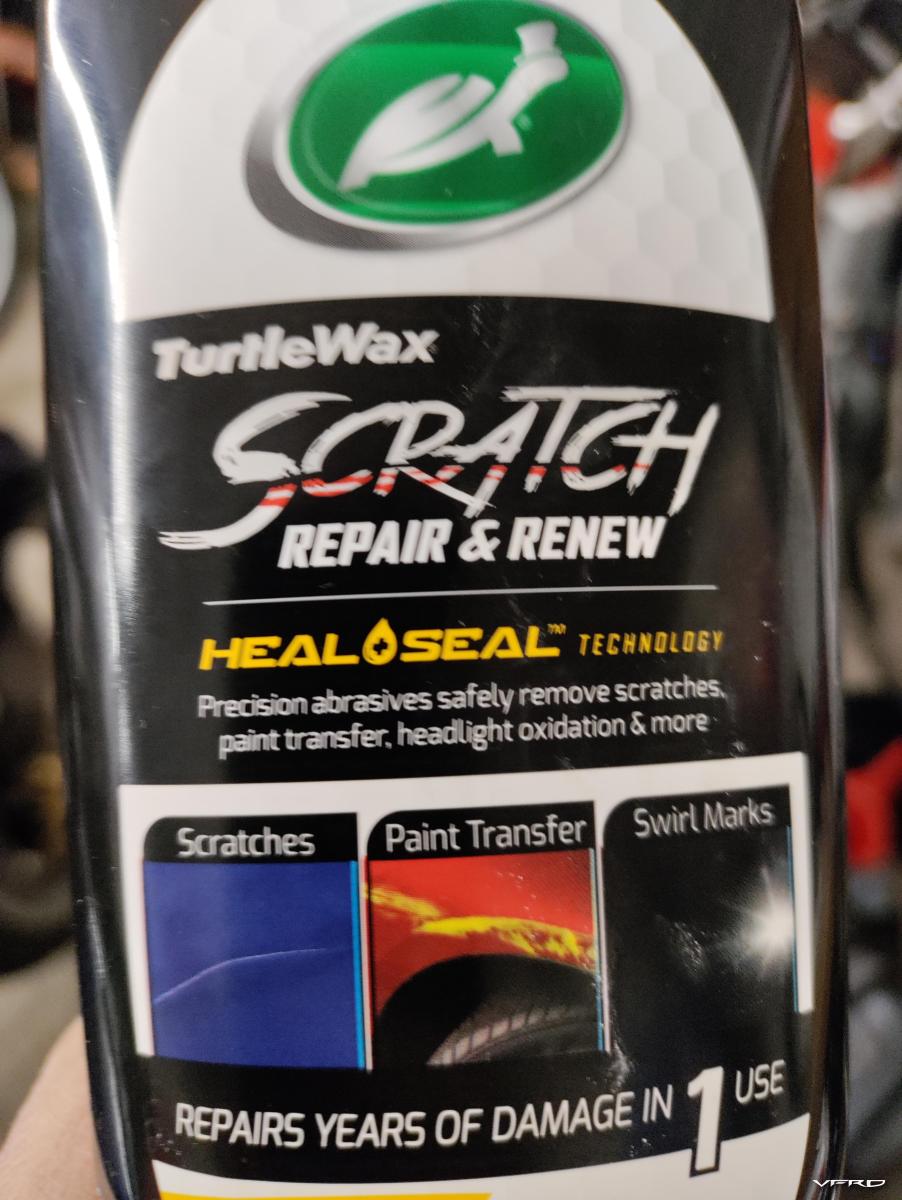 TurtleWax
SCRATCH
REPAIR & RENEW
HEAL SEAL™ TECHNOLOGY
Precision abrasives safely remove scratches,
paint transfer, headlight oxidation & more
Scratches
Paint Transfer
Swirl Marks
REPAIRS YEARS OF DAMAGE IN 1 USE
VFRD